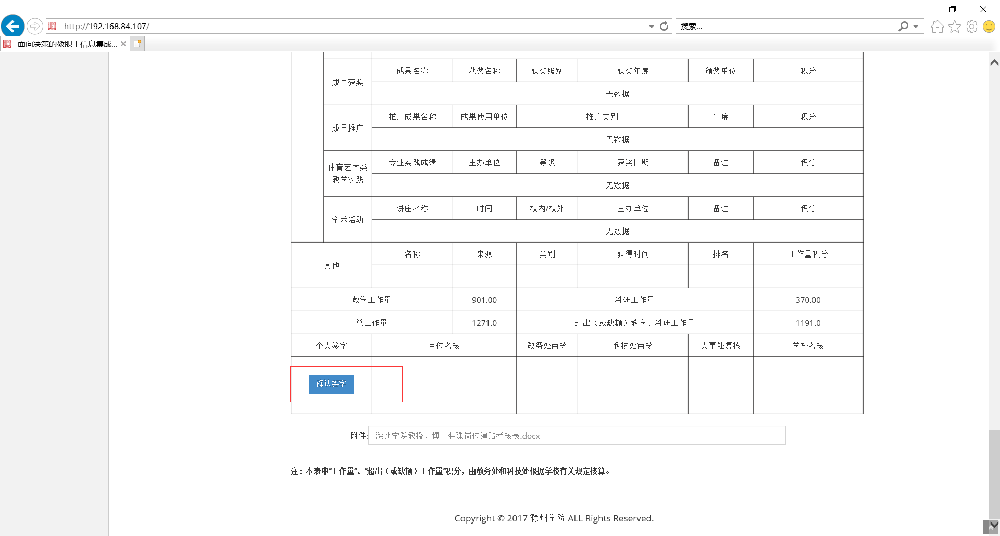 http://192.168.84.107/
搜索...
面向决策的教职工信息集成...
成果获奖 成果名称 获奖名称 获奖级别 获奖年度 颁奖单位 积分
无数据
成果推广 推广成果名称 成果使用单位 推广类别 年度 积分
无数据
体育艺术类
教学实践
专业实践成绩 主办单位 等级 获奖日期 备注 积分
无数据
学术活动 讲座名称 时间 校内/校外 主办单位 备注 积分
无数据
其他 名称 来源 类别 获得时间 排名 工作量积分
教学工作量 901.00 科研工作量 370.00
总工作量 1271.0 超出（或缺额）教学、科研工作量 1191.0
个人签字 单位考核 教务处审核 科技处审核 人事处复核 学校考核
确认签字
附件: 滁州学院教授、博士特殊岗位津贴考核表.docx
注：本表中“工作量”、“超出（或缺额）工作量”积分，由教务处和科技处根据学校有关规定核算。
Copyright © 2017 滁州学院 ALL Rights Reserved.